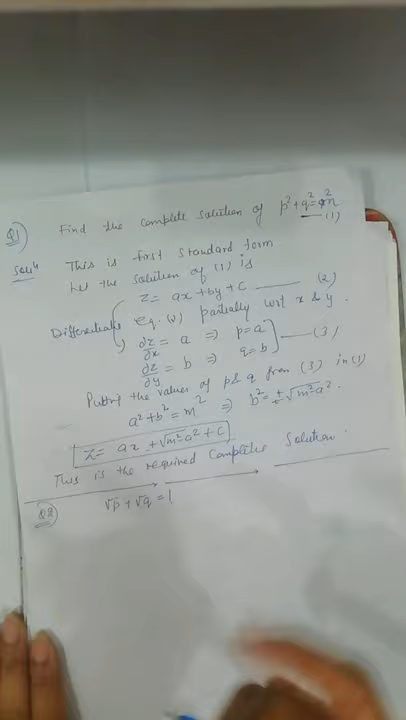 Q1) Find the complete solution of p²+q²=m² —(1)
Solⁿ This is first standard form
Let the solution of (1) is
z= ax+by+c —— (2)
Differentiate eq.(2) partially wrt x & y.
∂z/∂x = a ⇒ p=a
∂z/∂y = b ⇒ q=b ] —(3)
Putting the values of p & q from (3) in (1)
a²+b²=m² ⇒ b²=±√m²-a².
z= ax ±√m²-a²+c
This is the required complete solution.
Q2 √p+√q=1